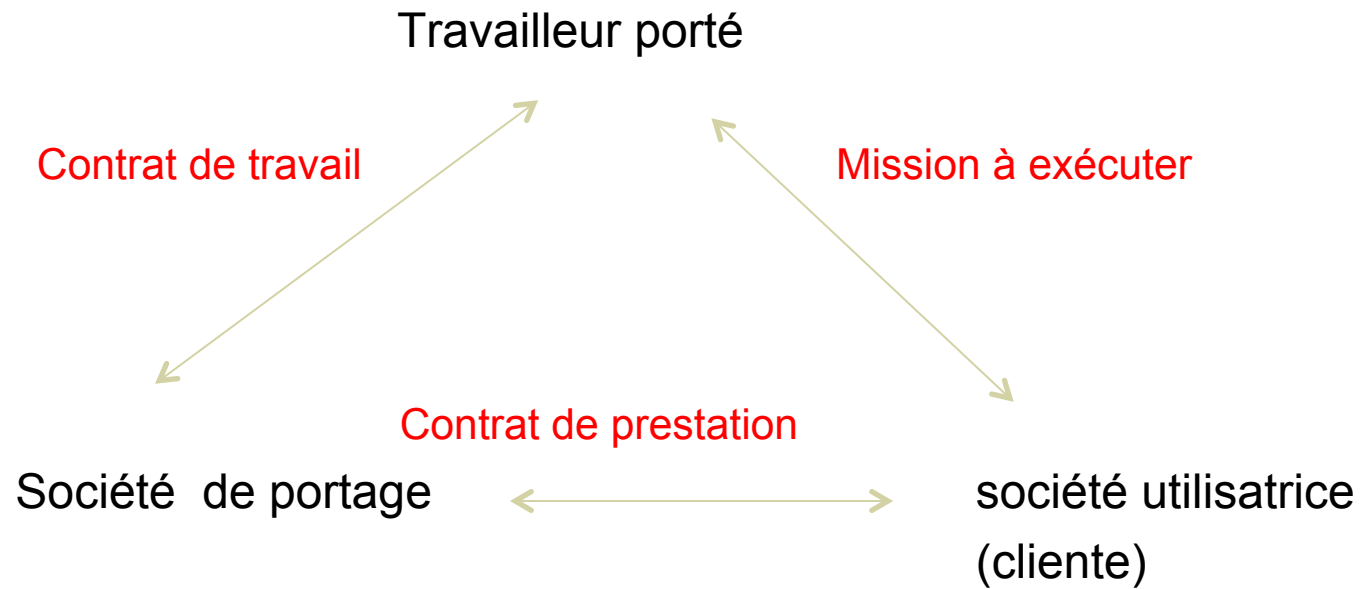 Travailleur porté
Contrat de travail
Mission à exécuter
Contrat de prestation
Société de portage
société utilisatrice
(cliente)